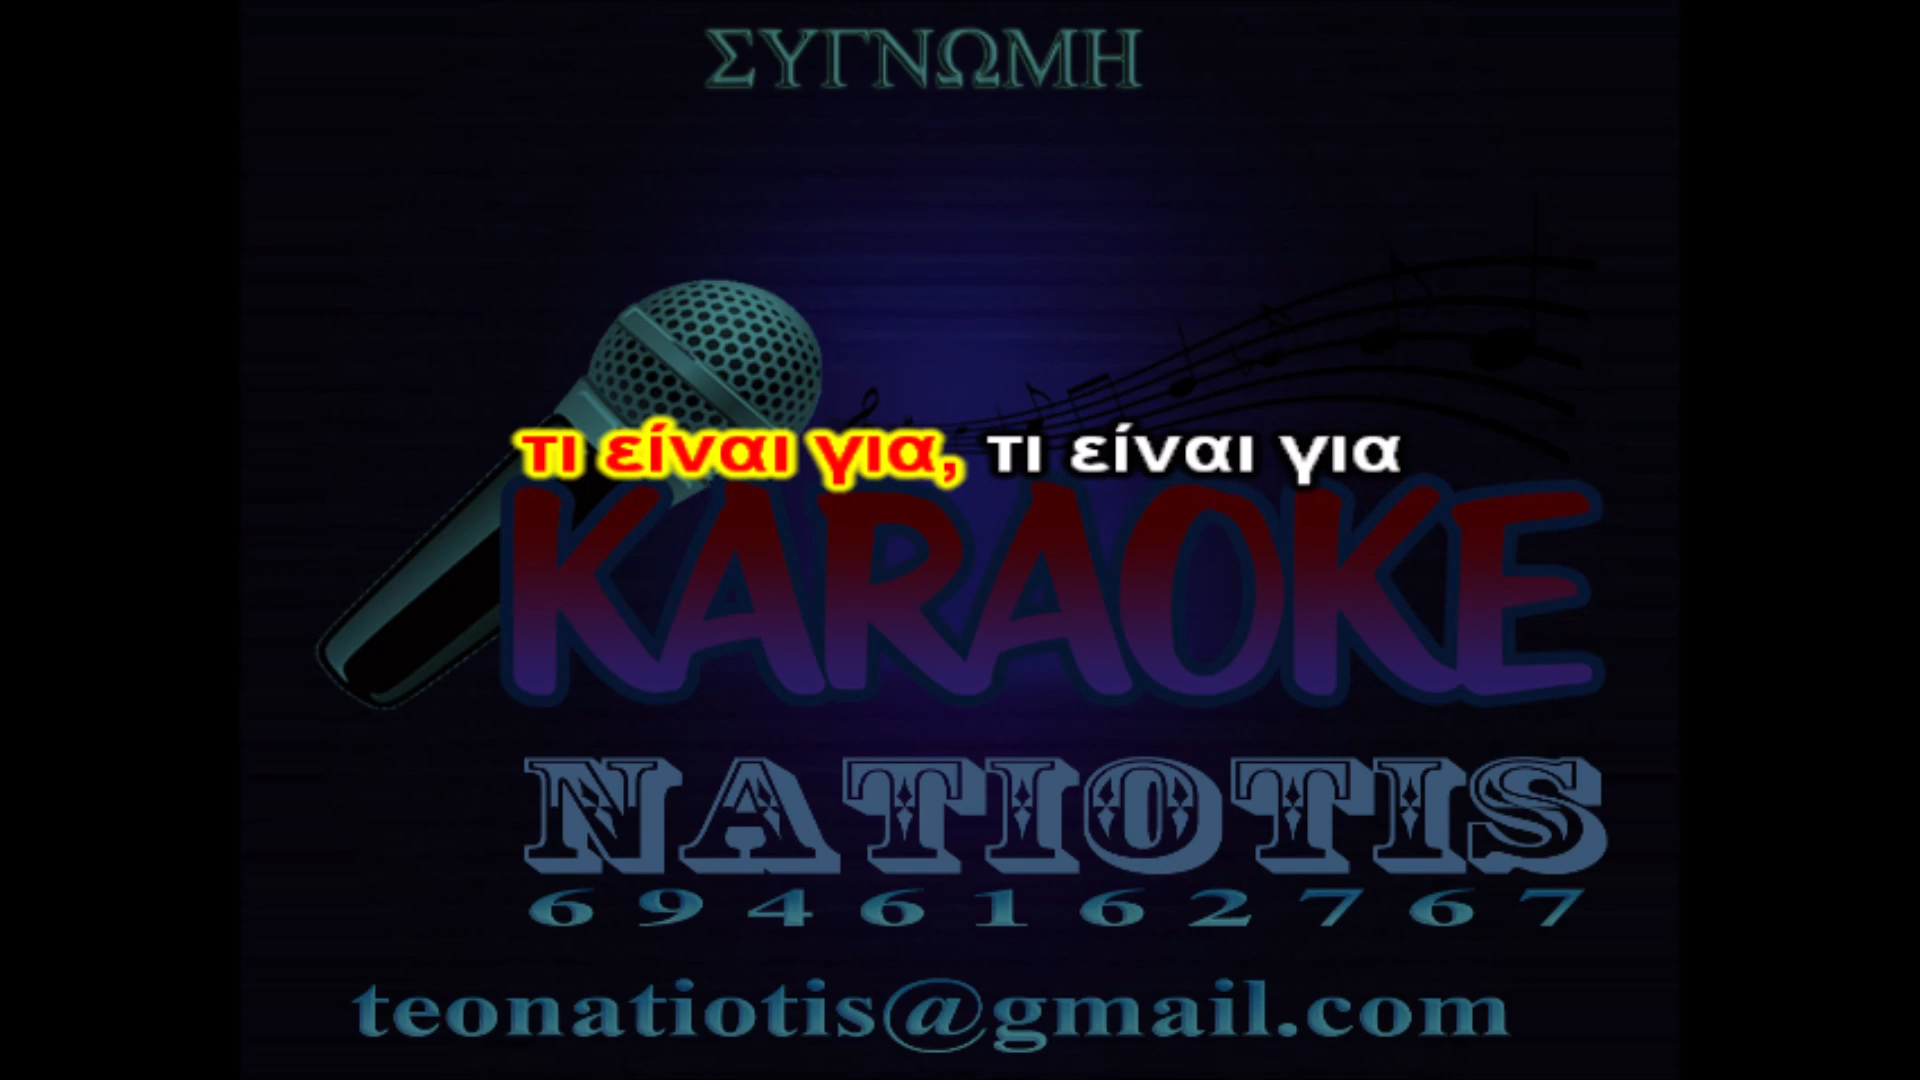 ΣΥΓΝΩΜΗ
τι είναι για, τι είναι για
KARAOKE
NATIOTIS
6946162767
teonatiotis@gmail.com